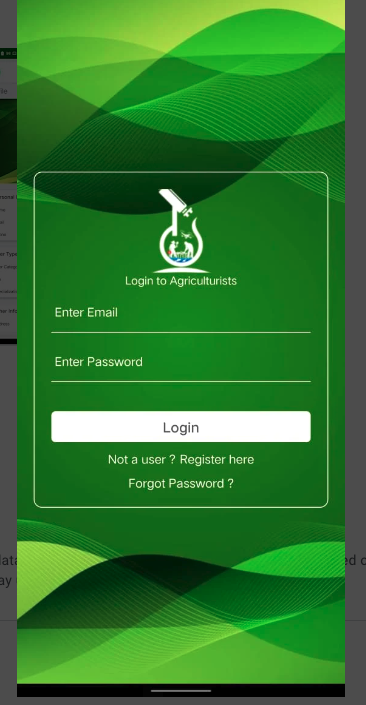 Login to Agriculturists
Enter Email
Enter Password
Login
Not a user ? Register here
Forgot Password ?